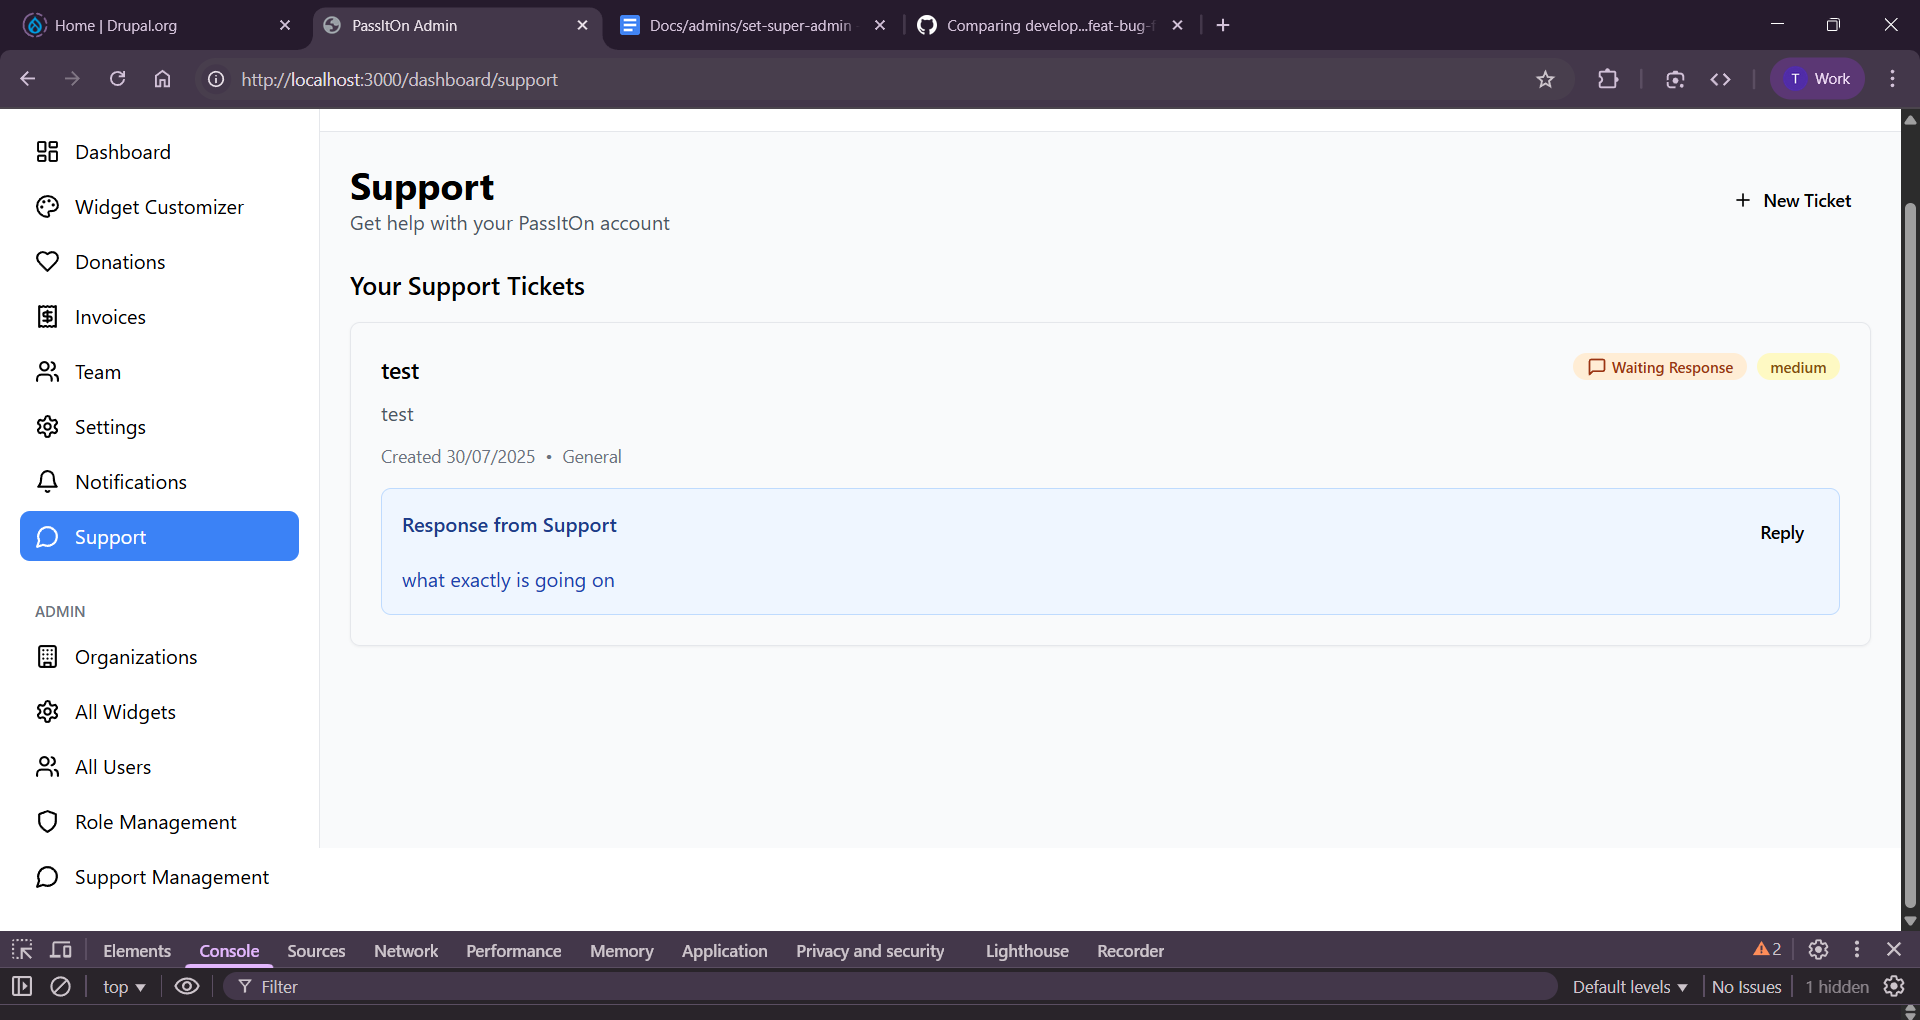 Home | Drupal.org
PassItOn Admin
Docs/admins/set-super-admin
Comparing develop...feat-bug-f
http://localhost:3000/dashboard/support
T Work
Dashboard
Widget Customizer
Donations
Invoices
Team
Settings
Notifications
Support
ADMIN
Organizations
All Widgets
All Users
Role Management
Support Management
Support
Get help with your PassItOn account
+ New Ticket
Your Support Tickets
test
Waiting Response
medium
test
Created 30/07/2025 • General
Response from Support
Reply
what exactly is going on
Elements Console Sources Network Performance Memory Application Privacy and security Lighthouse Recorder
2
top
Filter
Default levels
No Issues
1 hidden